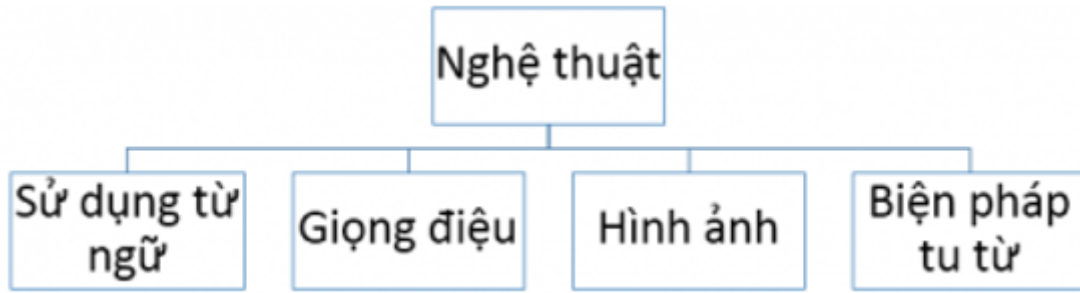 Nghệ thuật
Sử dụng từ
ngữ
Giọng điệu
Hình ảnh
Biện pháp
tu từ